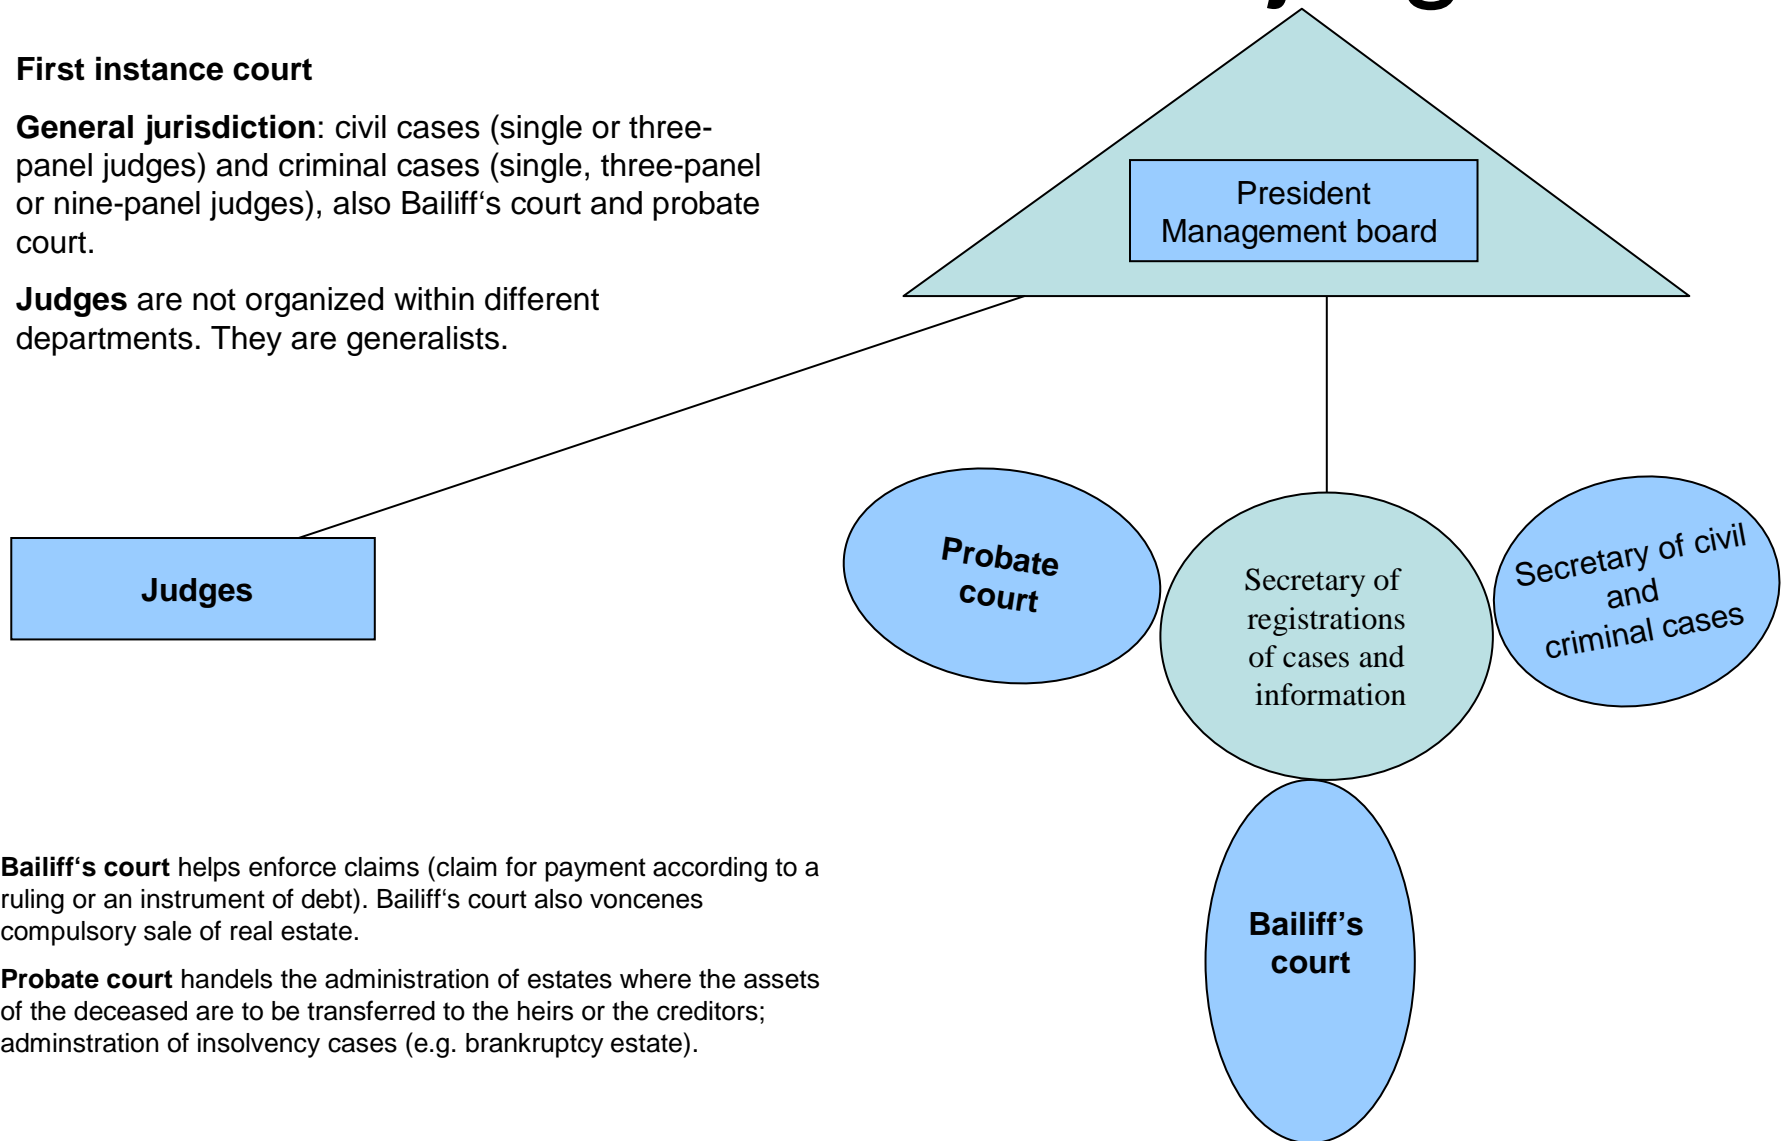 First instance court
General jurisdiction: civil cases (single or three-
panel judges) and criminal cases (single, three-panel
or nine-panel judges), also Bailiff‘s court and probate
court.
Judges are not organized within different
departments. They are generalists.
President
Management board
Judges
Probate
court
Secretary of
registrations
of cases and
information
Secretary of civil
and
criminal cases
Bailiff’s
court
Bailiff‘s court helps enforce claims (claim for payment according to a
ruling or an instrument of debt). Bailiff‘s court also voncenes
compulsory sale of real estate.
Probate court handels the administration of estates where the assets
of the deceased are to be transferred to the heirs or the creditors;
adminstration of insolvency cases (e.g. brankruptcy estate).